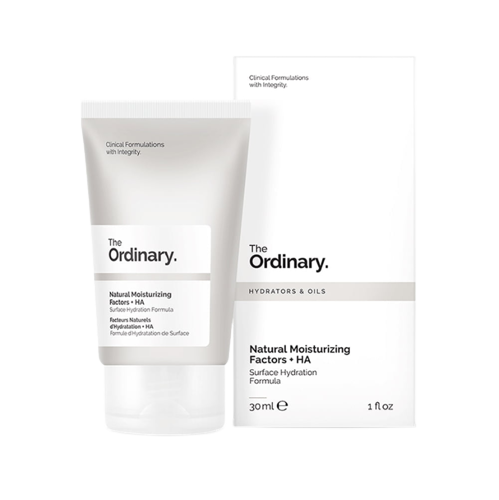 Clinical Formulations
with Integrity.
The
Ordinary.
Natural Moisturizing
Factors + HA
Surface Hydration Formula
Facteurs Naturels
d'Hydratation + HA
Formule d'Hydratation de Surface
Clinical Formulations
with Integrity.
The
Ordinary.
HYDRATORS & OILS
Natural Moisturizing
Factors + HA
Surface Hydration
Formula
30ml ℮ 1 fl oz